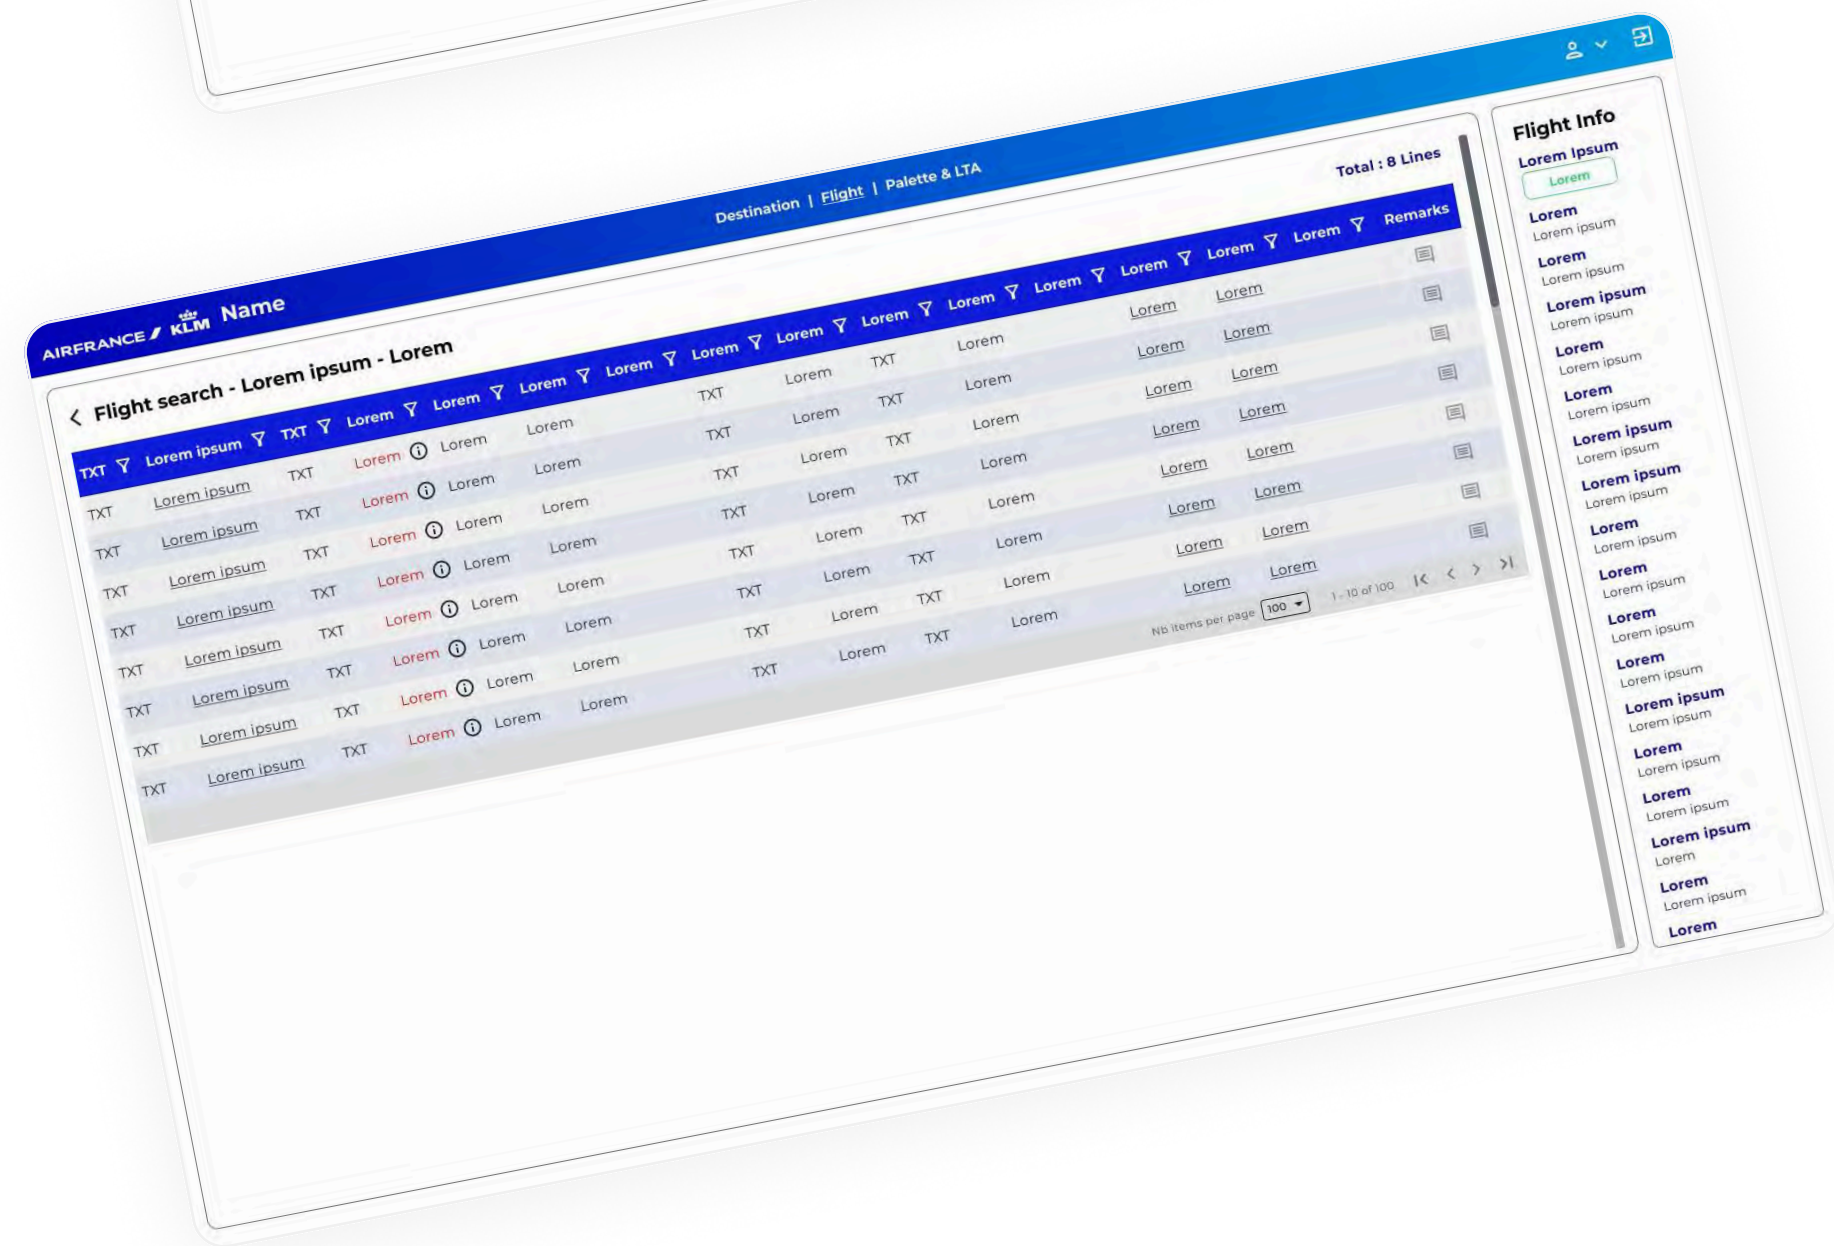 AIRFRANCE KLM Name
Destination | Flight | Palette & LTA
Flight search - Lorem ipsum - Lorem
Total : 8 Lines
TXT Lorem ipsum TXT Lorem Lorem Lorem Lorem Lorem Lorem Lorem Lorem Lorem Lorem Lorem Lorem Remarks
TXT Lorem ipsum TXT Lorem Lorem Lorem TXT Lorem TXT Lorem Lorem Lorem
TXT Lorem ipsum TXT Lorem Lorem Lorem TXT Lorem TXT Lorem Lorem Lorem
TXT Lorem ipsum TXT Lorem Lorem Lorem TXT Lorem TXT Lorem Lorem Lorem
TXT Lorem ipsum TXT Lorem Lorem Lorem TXT Lorem TXT Lorem Lorem Lorem
TXT Lorem ipsum TXT Lorem Lorem Lorem TXT Lorem TXT Lorem Lorem Lorem
TXT Lorem ipsum TXT Lorem Lorem Lorem TXT Lorem TXT Lorem Lorem Lorem
TXT Lorem ipsum TXT Lorem Lorem Lorem TXT Lorem TXT Lorem Lorem Lorem
TXT Lorem ipsum TXT Lorem Lorem Lorem TXT Lorem TXT Lorem Lorem Lorem
Nb items per page 100 1 - 10 of 100
Flight Info
Lorem Ipsum
Lorem
Lorem
Lorem ipsum
Lorem
Lorem ipsum
Lorem ipsum
Lorem ipsum
Lorem
Lorem ipsum
Lorem
Lorem ipsum
Lorem ipsum
Lorem ipsum
Lorem ipsum
Lorem ipsum
Lorem
Lorem ipsum
Lorem
Lorem ipsum
Lorem
Lorem ipsum
Lorem
Lorem ipsum
Lorem ipsum
Lorem ipsum
Lorem
Lorem ipsum
Lorem
Lorem ipsum
Lorem ipsum
Lorem
Lorem
Lorem ipsum
Lorem